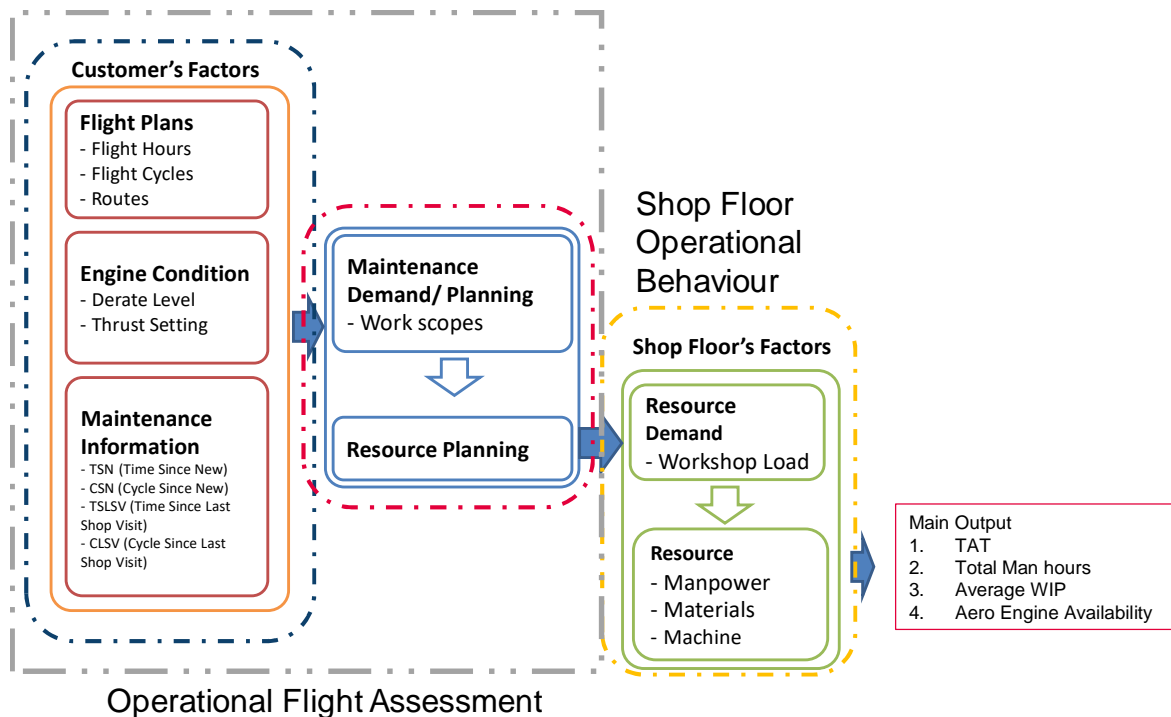 Customer’s Factors
Flight Plans
- Flight Hours
- Flight Cycles
- Routes
Engine Condition
- Derate Level
- Thrust Setting
Maintenance
Information
- TSN (Time Since New)
- CSN (Cycle Since New)
- TSLSV (Time Since Last
Shop Visit)
- CLSV (Cycle Since Last
Shop Visit)
Maintenance
Demand/ Planning
- Work scopes
Resource Planning
Operational Flight Assessment
Shop Floor
Operational
Behaviour
Shop Floor’s Factors
Resource
Demand
- Workshop Load
Resource
- Manpower
- Materials
- Machine
Main Output
1. TAT
2. Total Man hours
3. Average WIP
4. Aero Engine Availability